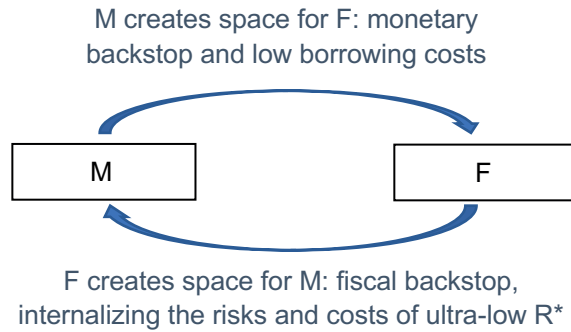 M creates space for F: monetary
backstop and low borrowing costs
M
F
F creates space for M: fiscal backstop,
internalizing the risks and costs of ultra-low R*